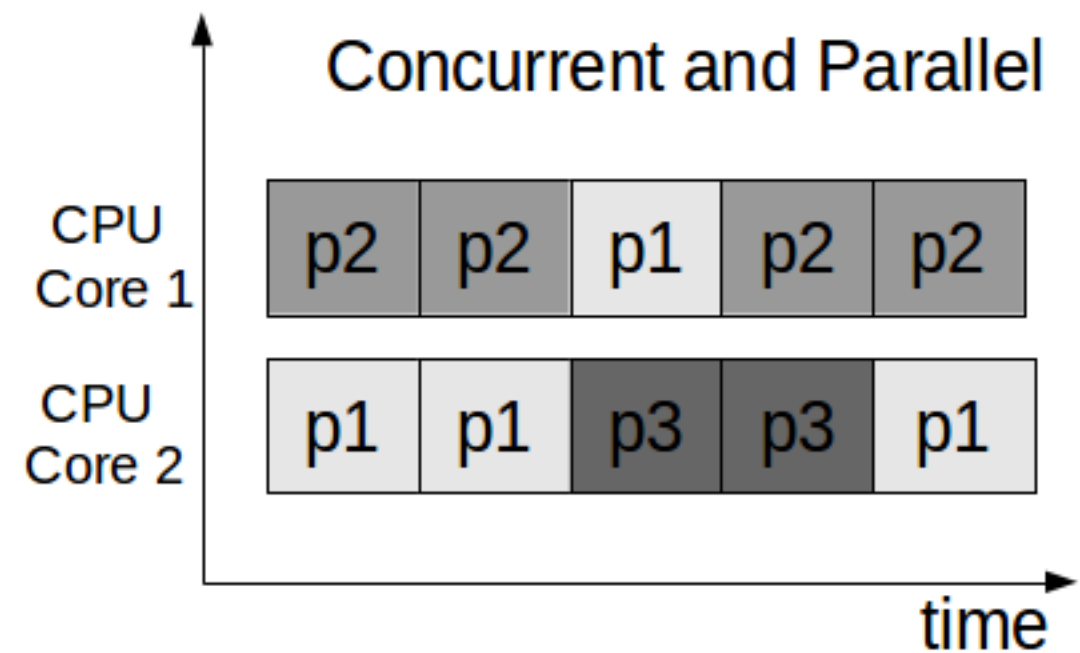 Concurrent and Parallel
CPU
Core 1
p2 p2 p1 p2 p2
CPU
Core 2
p1 p1 p3 p3 p1
time